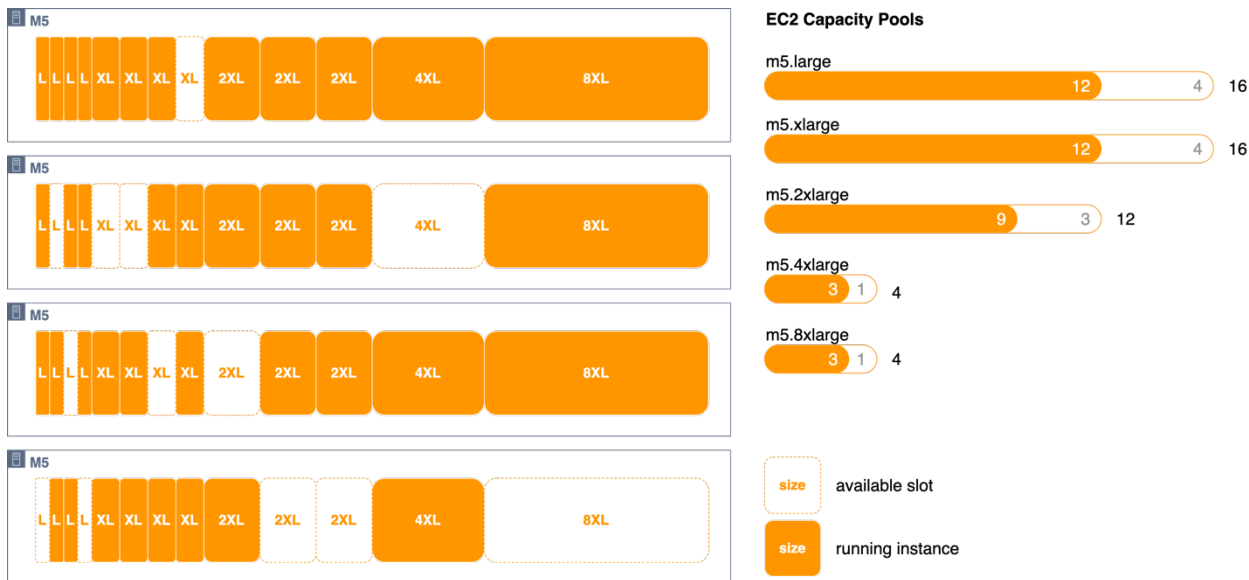 M5
L L L L XL XL XL XL 2XL 2XL 2XL 4XL 8XL
M5
L L L L XL XL XL XL 2XL 2XL 2XL 4XL 8XL
M5
L L L L XL XL XL XL 2XL 2XL 2XL 4XL 8XL
M5
L L L L XL XL XL XL 2XL 2XL 2XL 4XL 8XL
EC2 Capacity Pools
m5.large
12 4 16
m5.xlarge
12 4 16
m5.2xlarge
9 3 12
m5.4xlarge
3 1 4
m5.8xlarge
3 1 4
size available slot
size running instance